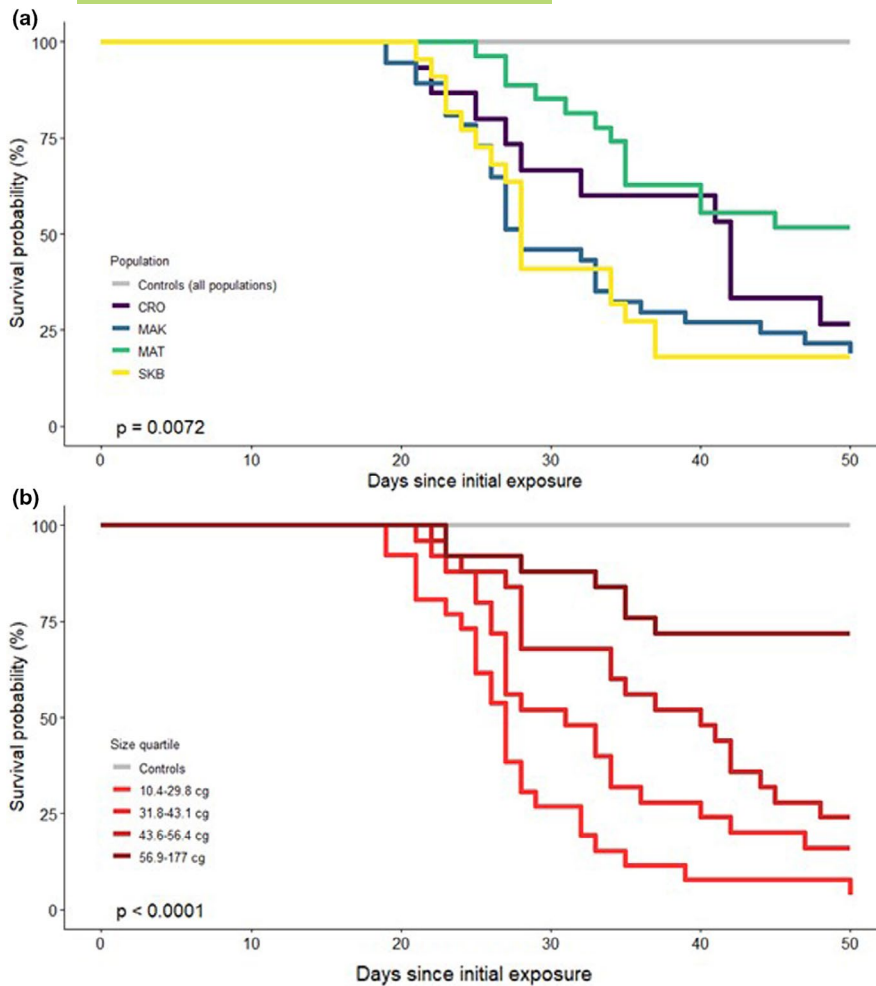 (a)
100
75
50
25
0
Survival probability (%)
Population
Controls (all populations)
CRO
MAK
MAT
SKB
p = 0.0072
0 10 20 30 40 50
Days since initial exposure
(b)
100
75
50
25
0
Survival probability (%)
Size quartile
Controls
10.4-29.8 cg
31.8-43.1 cg
43.6-56.4 cg
56.9-177 cg
p < 0.0001
0 10 20 30 40 50
Days since initial exposure